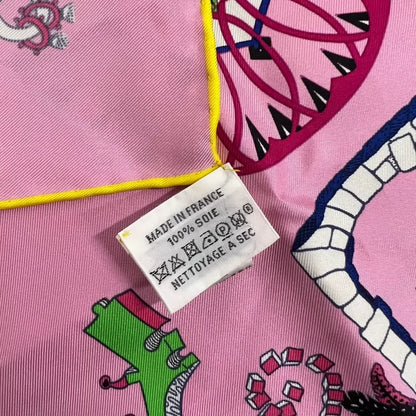 MADE IN FRANCE
100% SOIE
P
NETTOYAGE A SEC